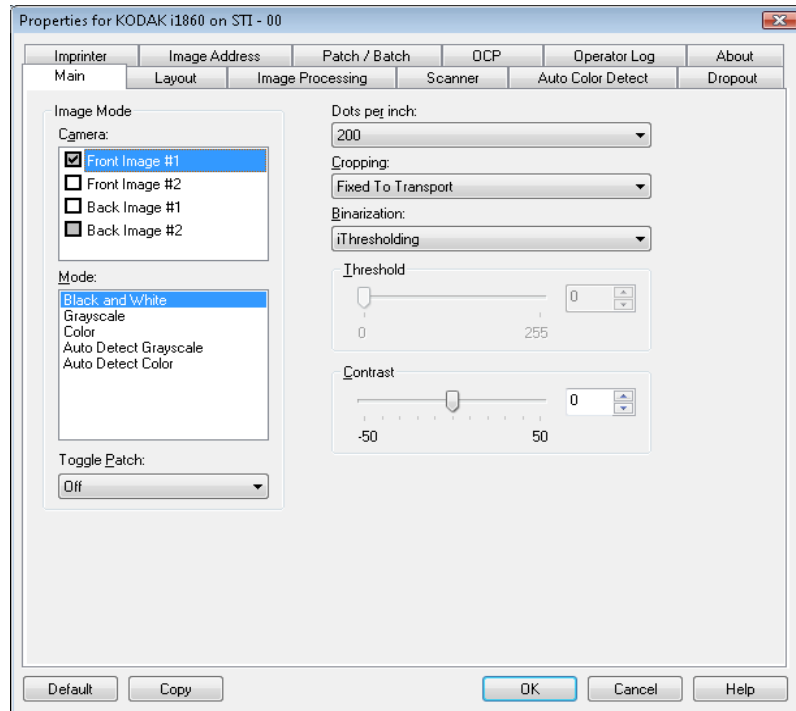 Properties for KODAK i1860 on STI - 00
Imprinter
Image Address
Patch / Batch
OCP
Operator Log
About
Main
Layout
Image Processing
Scanner
Auto Color Detect
Dropout
Image Mode
Camera:
Front Image #1
Front Image #2
Back Image #1
Back Image #2
Mode:
Black and White
Grayscale
Color
Auto Detect Grayscale
Auto Detect Color
Toggle Patch:
Off
Dots per inch:
200
Cropping:
Fixed To Transport
Binarization:
iThresholding
Threshold
0
0
255
Contrast
0
-50
50
Default
Copy
OK
Cancel
Help